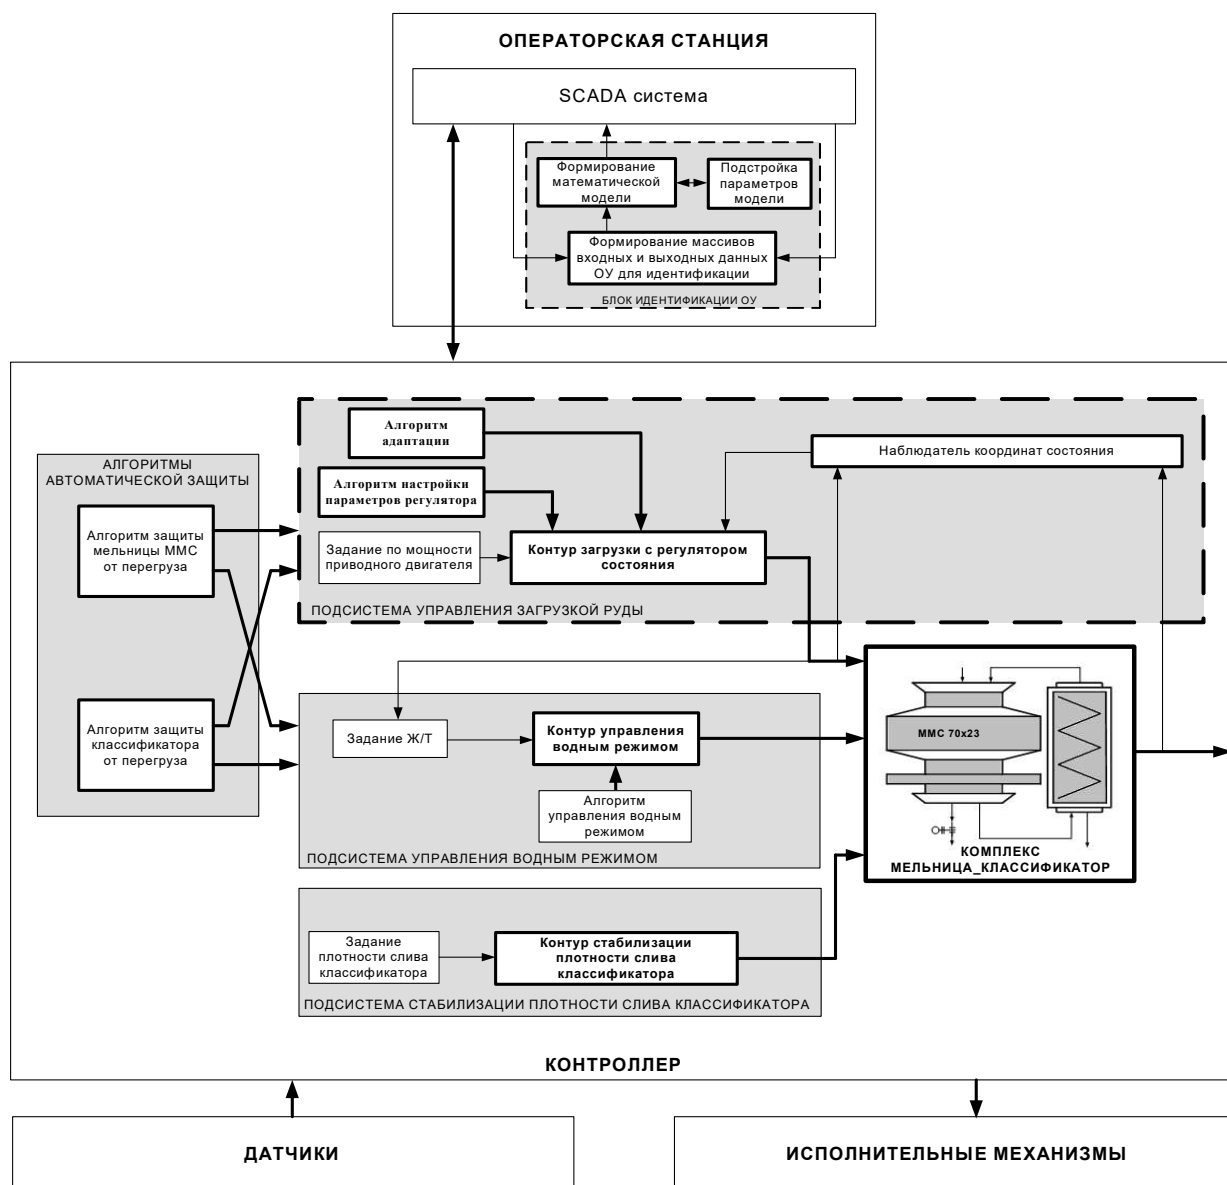 ОПЕРАТОРСКАЯ СТАНЦИЯ
SCADA система
Формирование
математической
модели
Подстройка
параметров
модели
Формирование массивов
входных и выходных данных
ОУ для идентификации
БЛОК ИДЕНТИФИКАЦИИ ОУ
АЛГОРИТМЫ
АВТОМАТИЧЕСКОЙ ЗАЩИТЫ
Алгоритм защиты
мельницы ММС
от перегруза
Алгоритм защиты
классификатора
от перегруза
Алгоритм
адаптации
Алгоритм настройки
параметров регулятора
Задание по мощности
приводного двигателя
Контур загрузки с регулятором
состояния
Наблюдатель координат состояния
ПОДСИСТЕМА УПРАВЛЕНИЯ ЗАГРУЗКОЙ РУДЫ
Задание Ж/Т
Контур управления
водным режимом
Алгоритм
управления водным
режимом
ПОДСИСТЕМА УПРАВЛЕНИЯ ВОДНЫМ РЕЖИМОМ
ММС 70х23
КОМПЛЕКС
МЕЛЬНИЦА_КЛАССИФИКАТОР
Задание
плотности слива
классификатора
Контур стабилизации
плотности слива
классификатора
ПОДСИСТЕМА СТАБИЛИЗАЦИИ ПЛОТНОСТИ СЛИВА КЛАССИФИКАТОРА
КОНТРОЛЛЕР
ДАТЧИКИ
ИСПОЛНИТЕЛЬНЫЕ МЕХАНИЗМЫ